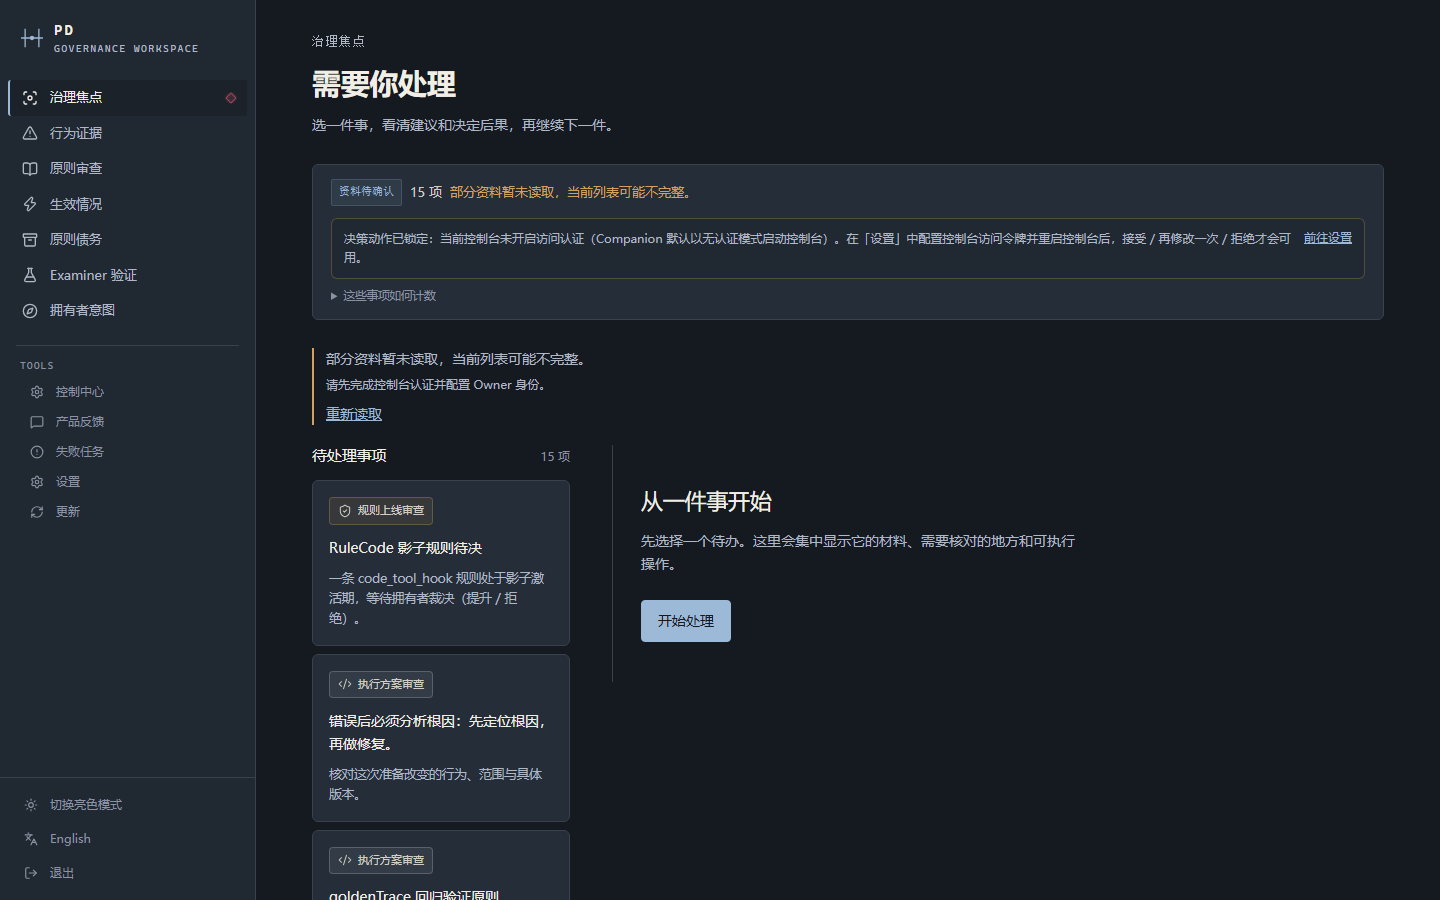 PD
GOVERNANCE WORKSPACE
治理焦点
行为证据
原则审查
生效情况
原则债务
Examiner 验证
拥有者意图
TOOLS
控制中心
产品反馈
失败任务
设置
更新
切换亮色模式
English
退出
治理焦点
需要你处理
选一件事，看清建议和决定后果，再继续下一件。
资料待确认 15 项 部分资料暂未读取，当前列表可能不完整。
决策动作已锁定：当前控制台未开启访问认证（Companion 默认以无认证模式启动控制台）。在「设置」中配置控制台访问令牌并重启控制台后，接受 / 再修改一次 / 拒绝才会可 前往设置
用。
这些事项如何计数
部分资料暂未读取，当前列表可能不完整。
请先完成控制台认证并配置 Owner 身份。
重新读取
待处理事项 15 项
规则上线审查
RuleCode 影子规则待决
一条 code_tool_hook 规则处于影子激
活期，等待拥有者裁决（提升 / 拒
绝）。
执行方案审查
错误后必须分析根因：先定位根因，
再做修复。
核对这次准备改变的行为、范围与具体
版本。
执行方案审查
goldenTrace 回归验证原则
从一件事开始
先选择一个待办。这里会集中显示它的材料、需要核对的地方和可执行
操作。
开始处理